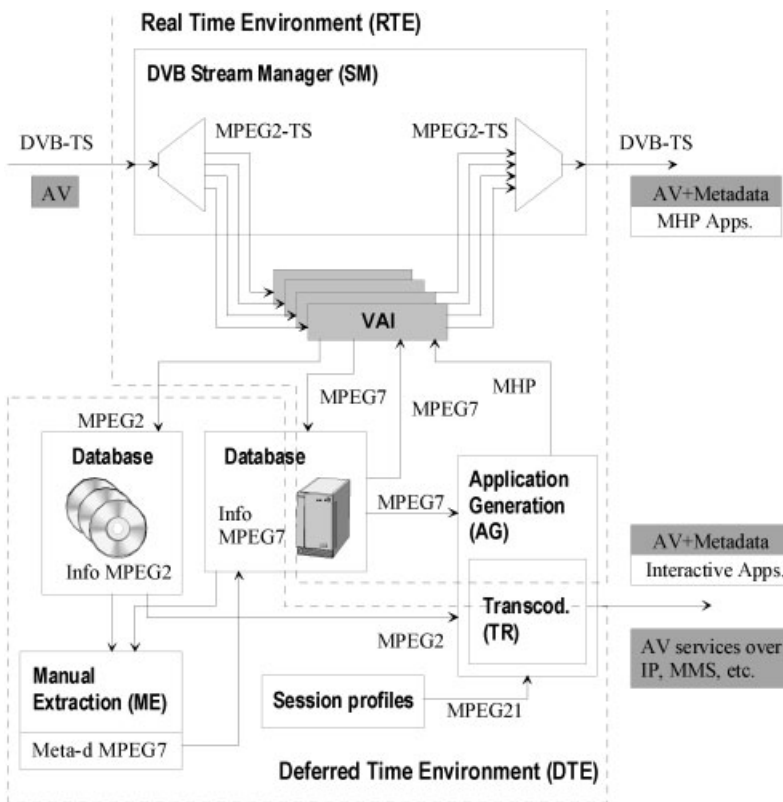 Real Time Environment (RTE)
DVB Stream Manager (SM)
DVB-TS
MPEG2-TS
MPEG2-TS
DVB-TS
AV
AV+Metadata
MHP Apps.
VAI
MPEG2
MPEG7
MPEG7
MHP
Database
Info MPEG2
Database
Info
MPEG7
MPEG7
Application
Generation
(AG)
AV+Metadata
Interactive Apps.
Transcod.
(TR)
MPEG2
AV services over
IP, MMS, etc.
Manual
Extraction (ME)
Meta-d MPEG7
Session profiles
MPEG21
Deferred Time Environment (DTE)